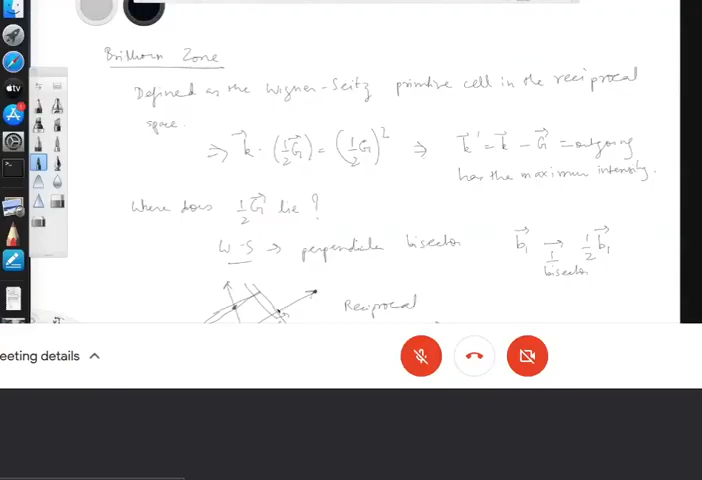 Brillouin Zone
Defined as the Wigner-Seitz primitive cell in the reciprocal
space.
⇒ k⃗ · (½G⃗) = (½G)² ⇒ k⃗' = k⃗ − G⃗ = outgoing
has the maximum intensity.
Where does ½G⃗ lie?
W-S → perpendicular bisector b⃗₁ → ½b⃗₁
bisector
Reciprocal
eeting details
tv